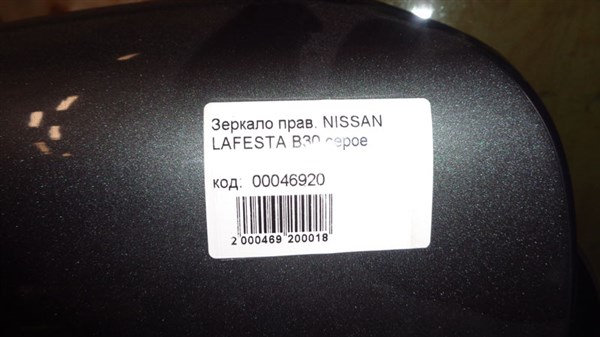 Зеркало прав. NISSAN
LAFESTA B30 серое
код: 00046920
2 000469 200018